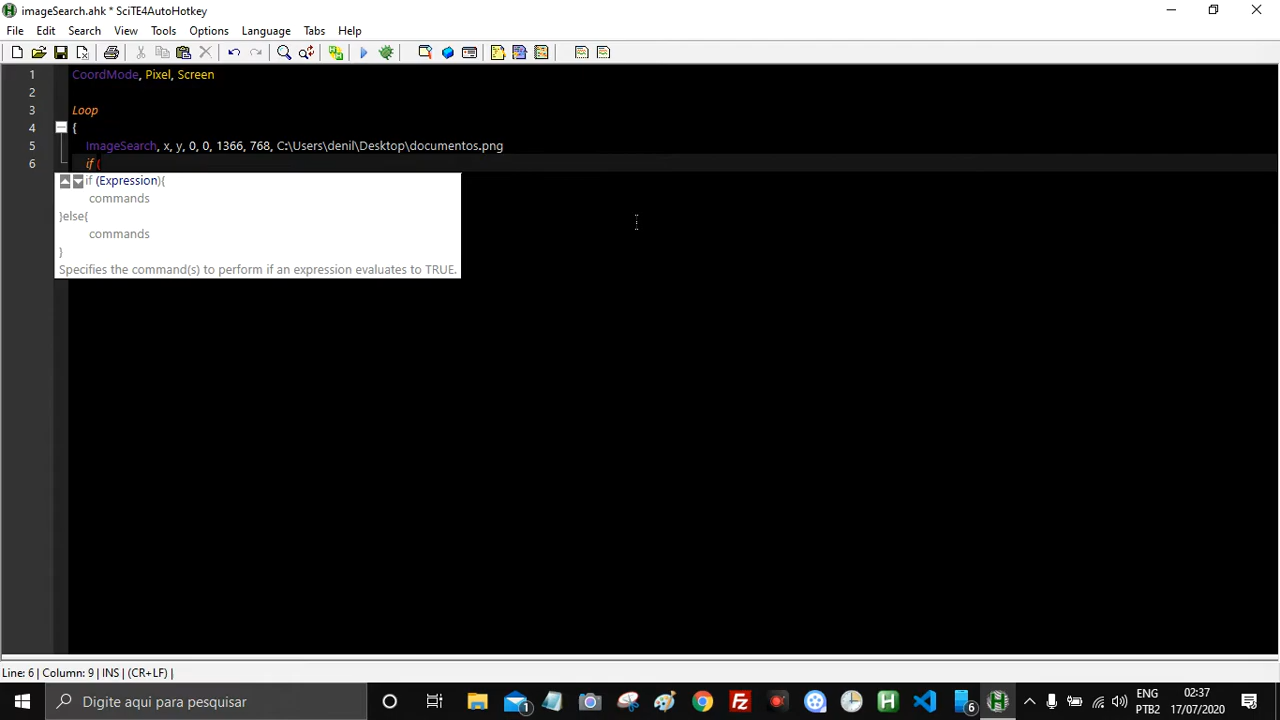 imageSearch.ahk * SciTE4AutoHotkey
File Edit Search View Tools Options Language Tabs Help
1 CoordMode, Pixel, Screen
2
3 Loop
4 {
5 ImageSearch, x, y, 0, 0, 1366, 768, C:\Users\denil\Desktop\documentos.png
6 if (
if (Expression){
commands
}else{
commands
}
Specifies the command(s) to perform if an expression evaluates to TRUE.
Line: 6 | Column: 9 | INS | (CR+LF) |
Digite aqui para pesquisar
1
6
ENG 02:37
PTB2 17/07/2020